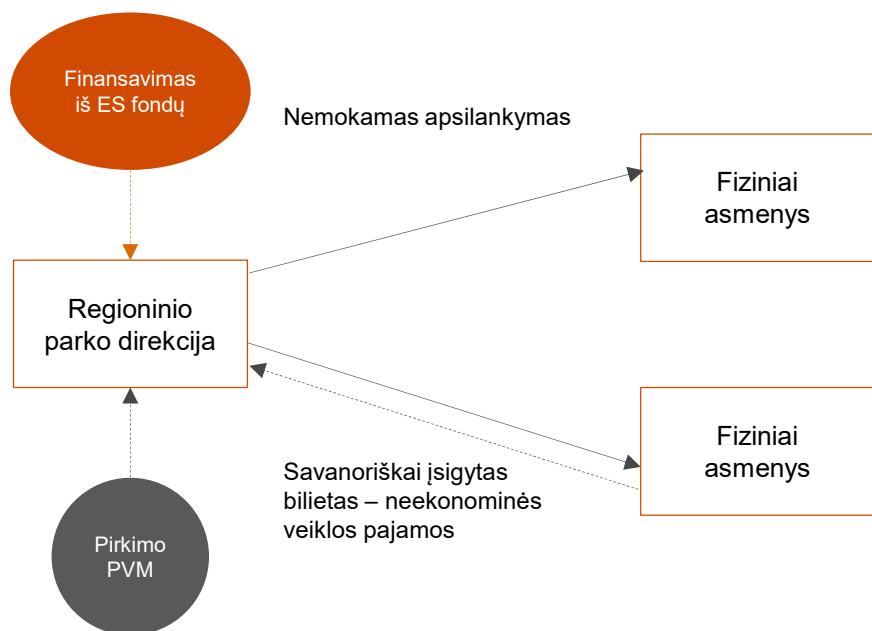 Finansavimas
iš ES fondų
Nemokamas apsilankymas
Fiziniai
asmenys
Regioninio
parko direkcija
Fiziniai
asmenys
Savanoriškai įsigytas
bilietas – neekonominės
veiklos pajamos
Pirkimo
PVM